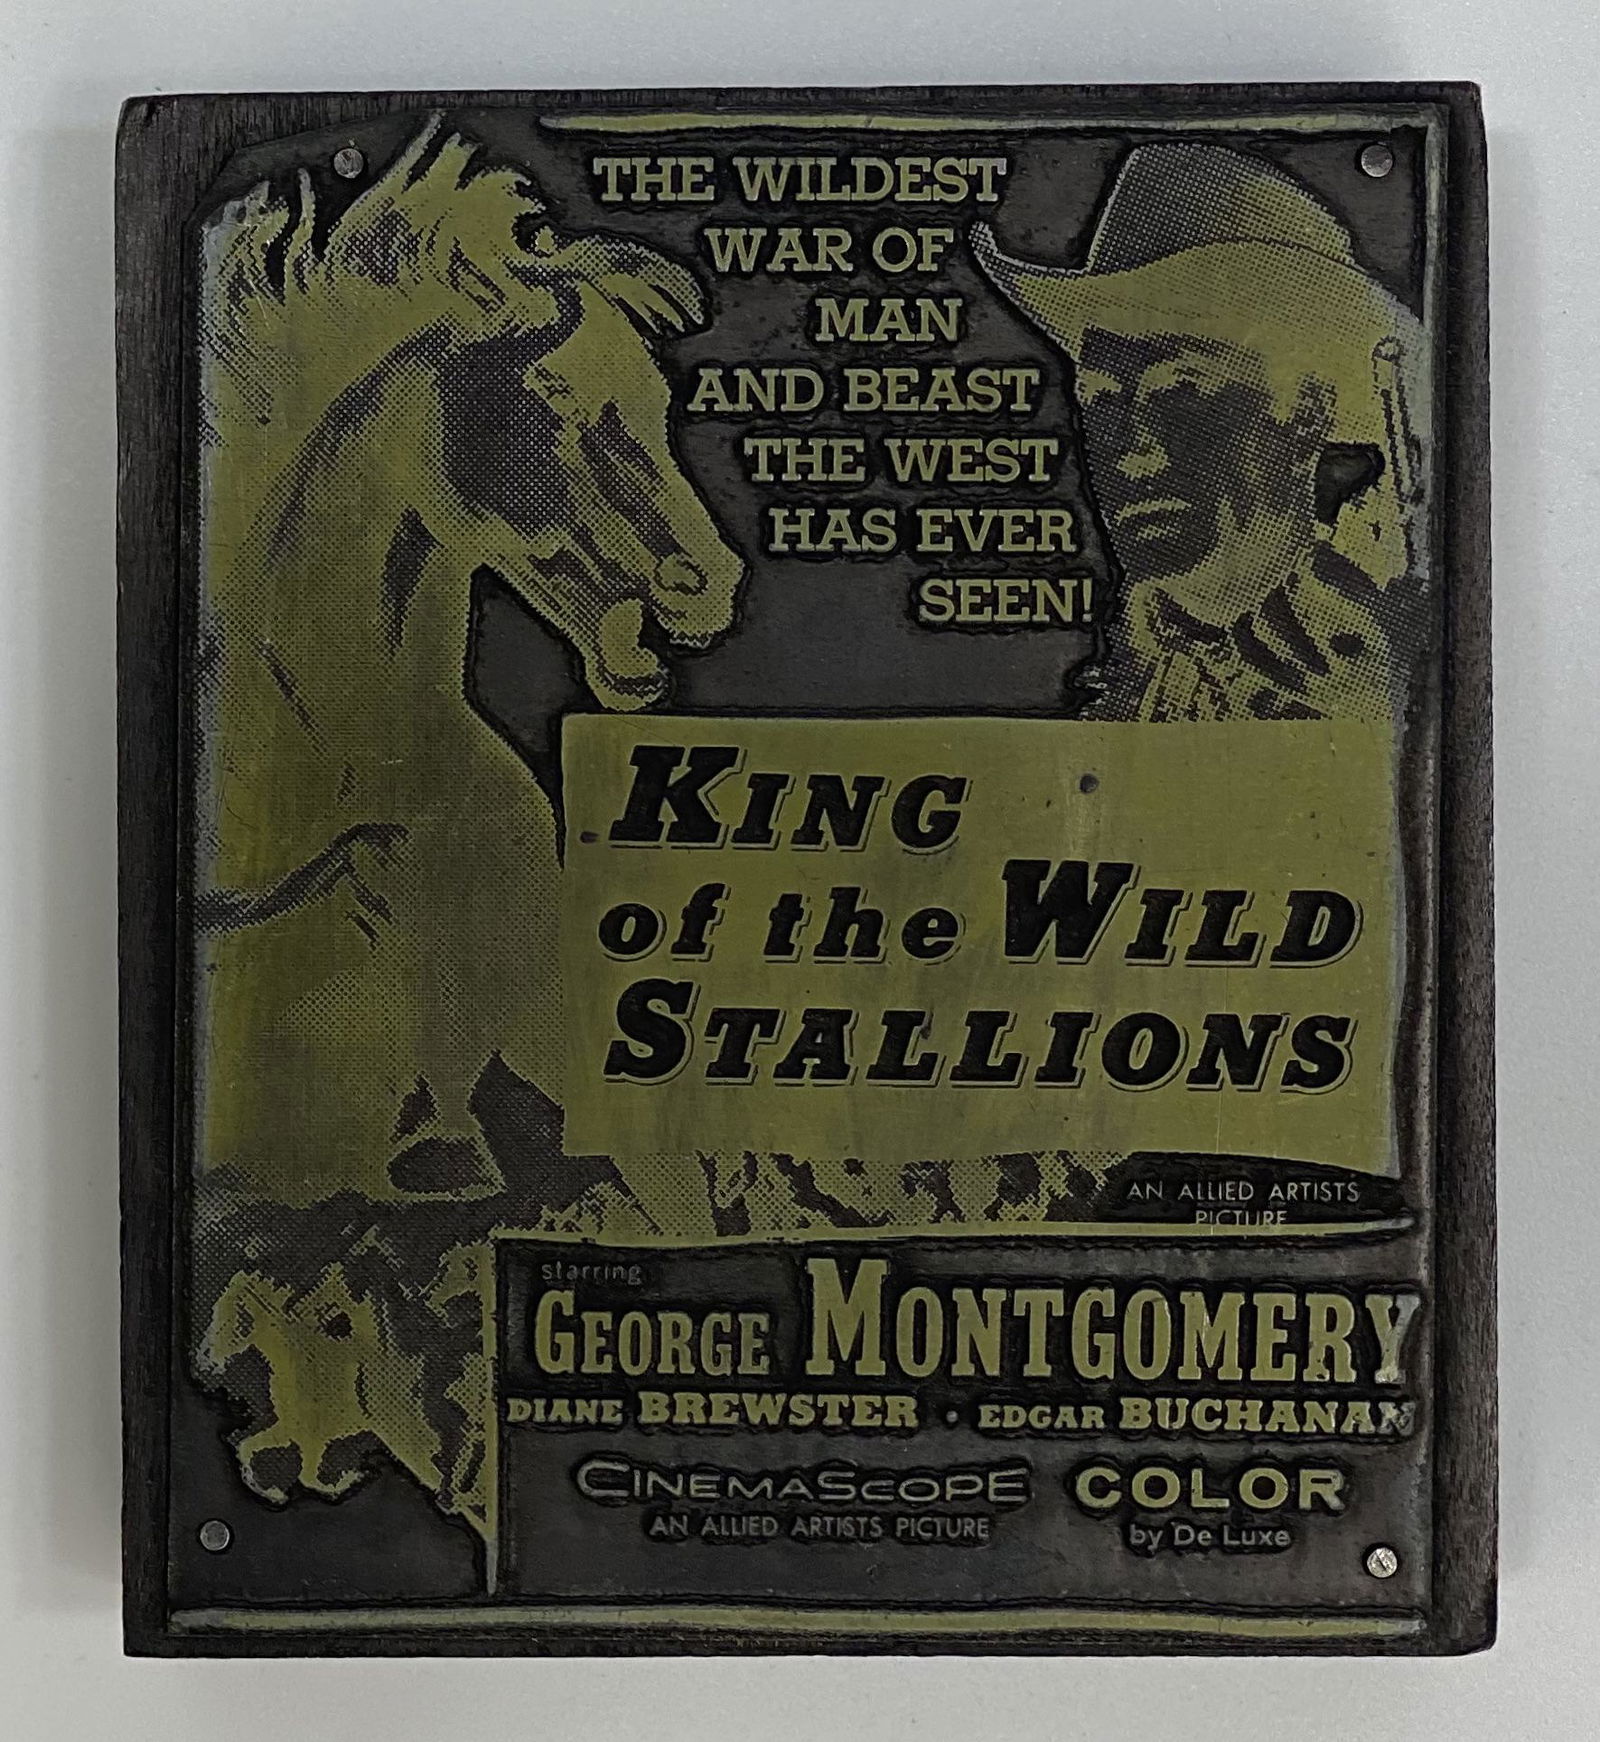 THE WILDEST
WAR OF
MAN
AND BEAST
THE WEST
HAS EVER
SEEN!
KING
of the WILD
STALLIONS
AN ALLIED ARTISTS
PICTURE
starring
GEORGE MONTGOMERY
DIANE BREWSTER · EDGAR BUCHANAN
CINEMASCOPE COLOR
AN ALLIED ARTISTS PICTURE by De Luxe